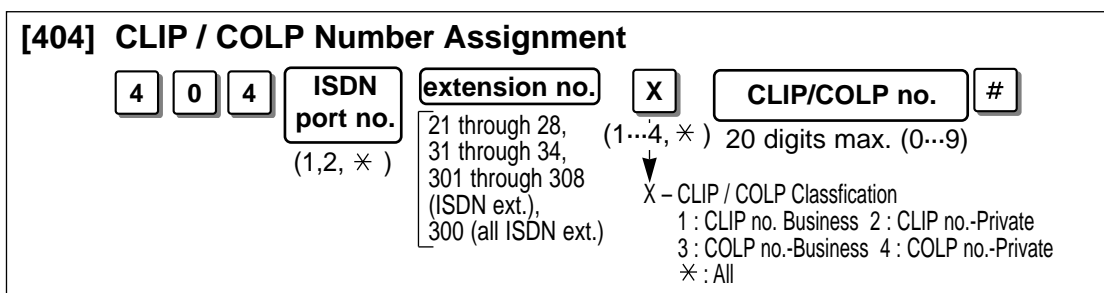 [404] CLIP / COLP Number Assignment
4 0 4 ISDN port no. extension no. X CLIP/COLP no. #
(1,2, ✳ )
21 through 28,
31 through 34,
301 through 308
(ISDN ext.),
300 (all ISDN ext.)
(1···4, ✳ ) 20 digits max. (0···9)
X – CLIP / COLP Classfication
1 : CLIP no. Business 2 : CLIP no.-Private
3 : COLP no.-Business 4 : COLP no.-Private
✳ : All